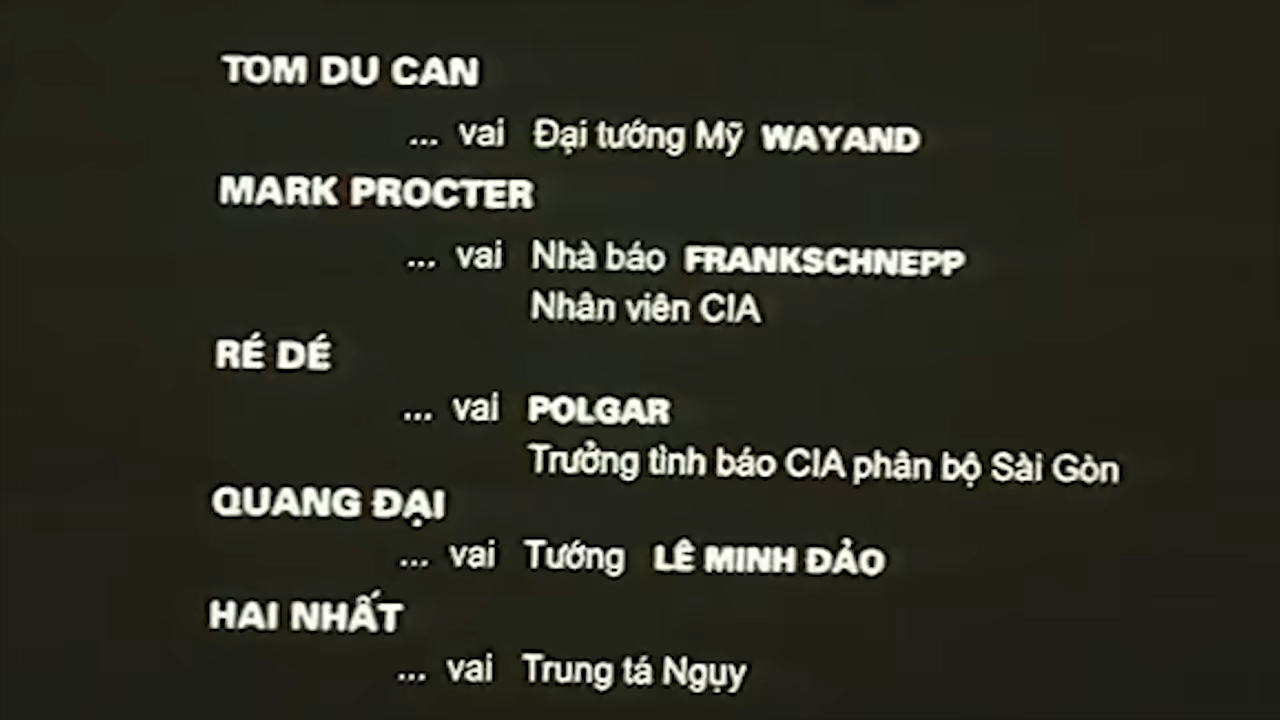 TOM DU CAN
... vai Đại tướng Mỹ WAYAND
MARK PROCTER
... vai Nhà báo FRANKSCHNEPP
Nhân viên CIA
RÉ DÉ
... vai POLGAR
Trưởng tình báo CIA phân bộ Sài Gòn
QUANG ĐẠI
... vai Tướng LÊ MINH ĐẢO
HAI NHẤT
... vai Trung tá Ngụy